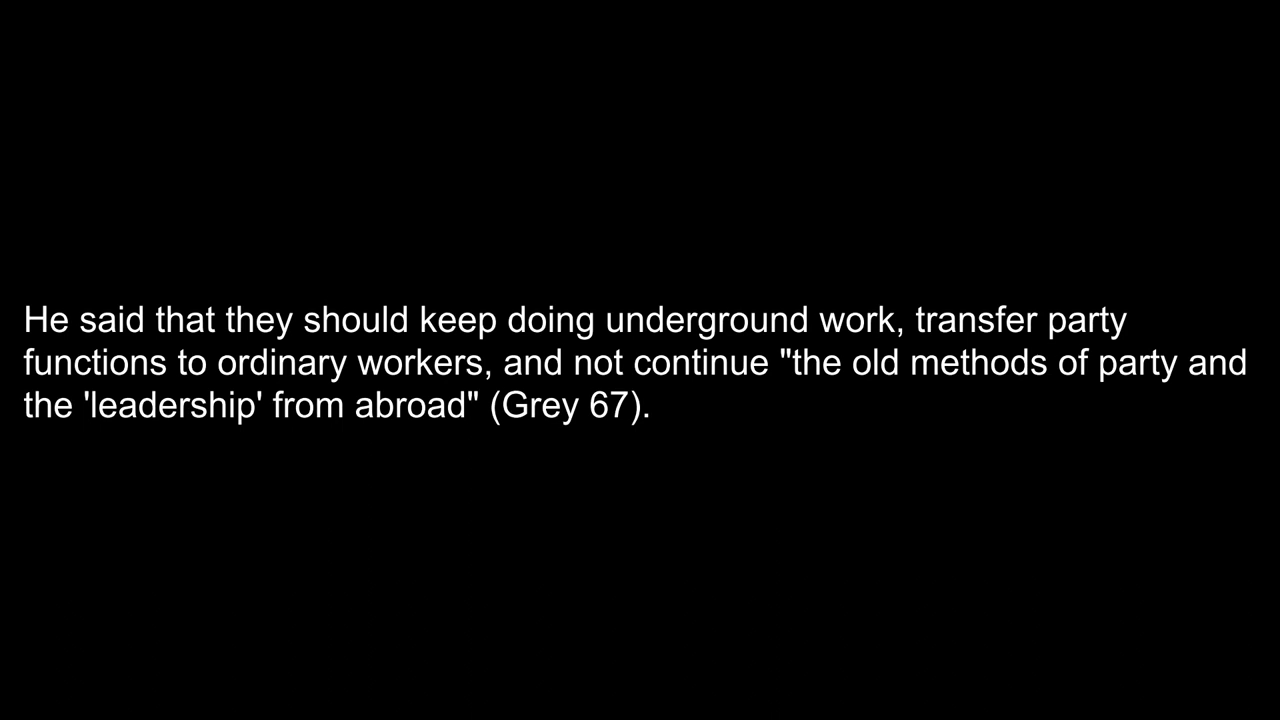 He said that they should keep doing underground work, transfer party
functions to ordinary workers, and not continue "the old methods of party and
the 'leadership' from abroad" (Grey 67).